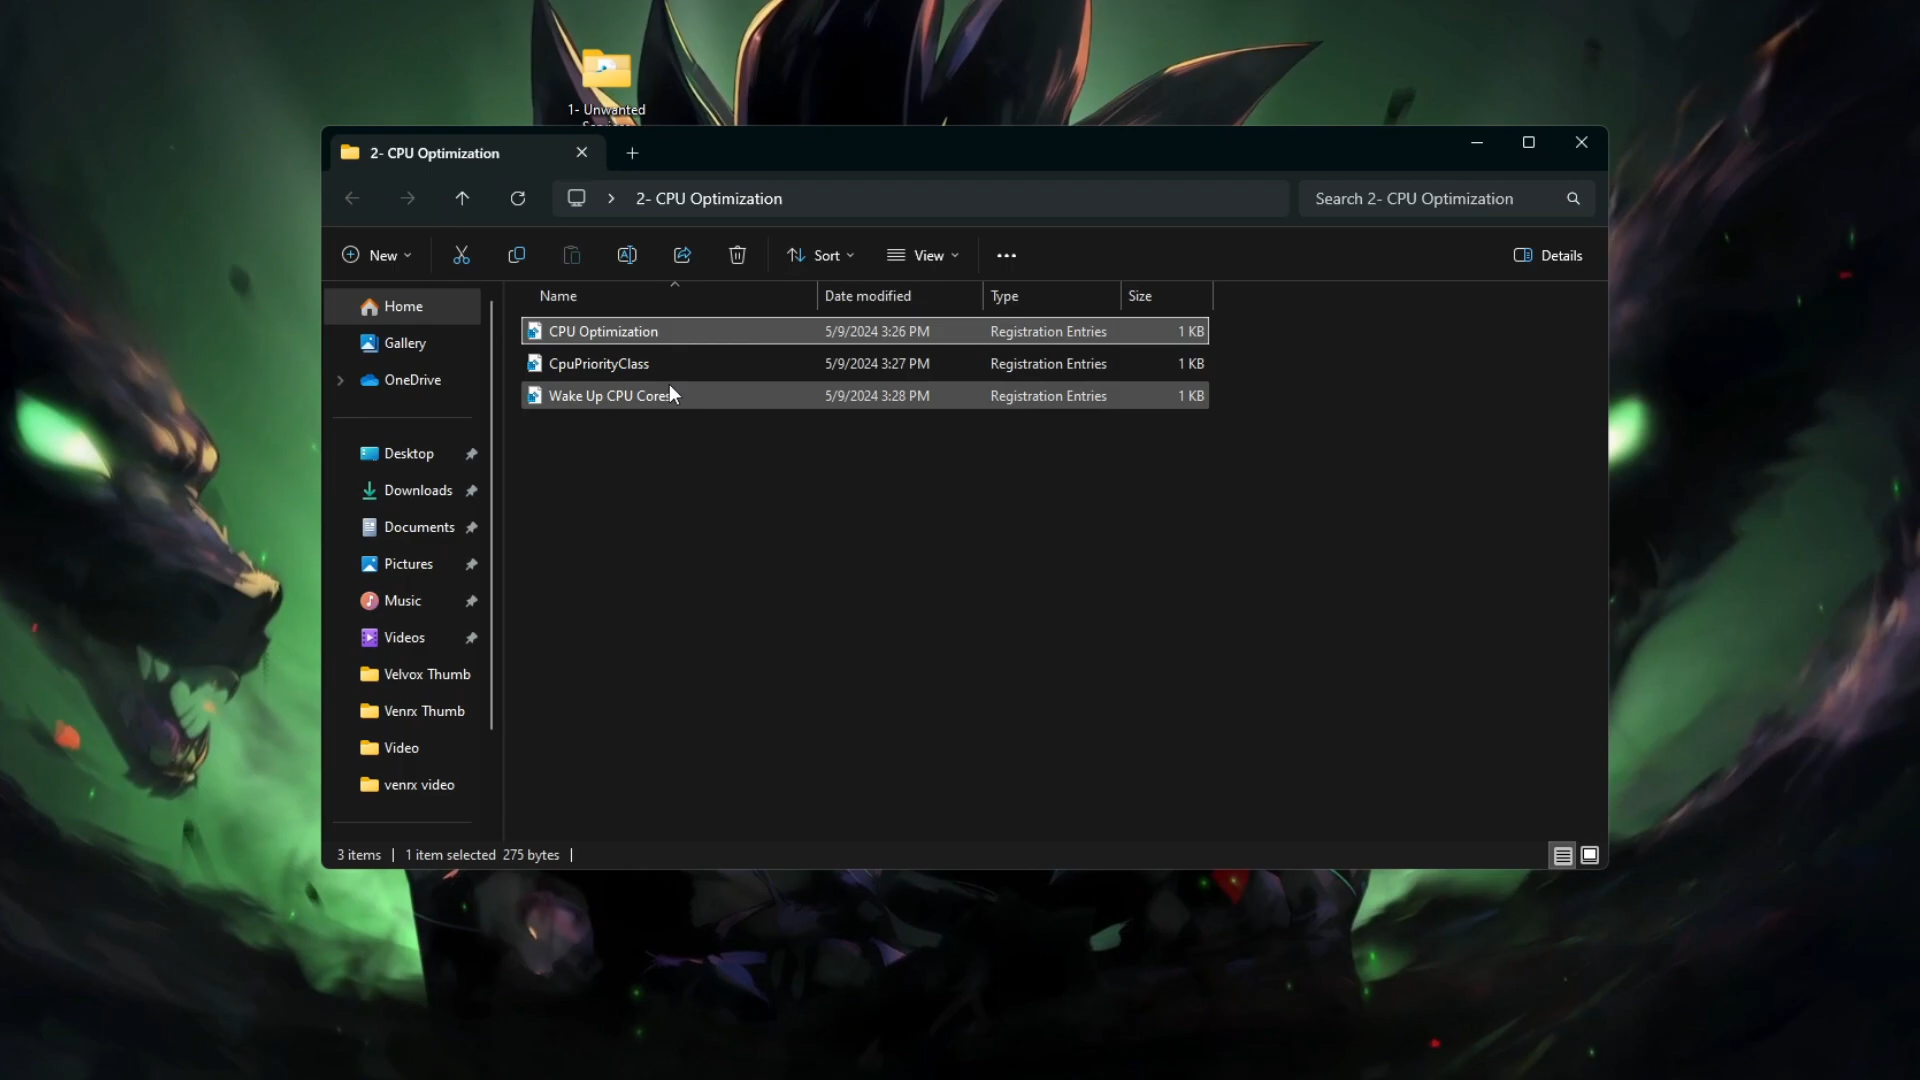 1- Unwanted
2- CPU Optimization
2- CPU Optimization
Search 2- CPU Optimization
New
Sort
View
Details
Name
Date modified
Type
Size
Home
Gallery
OneDrive
Desktop
Downloads
Documents
Pictures
Music
Videos
Velvox Thumb
Venrx Thumb
Video
venrx video
CPU Optimization 5/9/2024 3:26 PM Registration Entries 1 KB
CpuPriorityClass 5/9/2024 3:27 PM Registration Entries 1 KB
Wake Up CPU Cores 5/9/2024 3:28 PM Registration Entries 1 KB
3 items 1 item selected 275 bytes